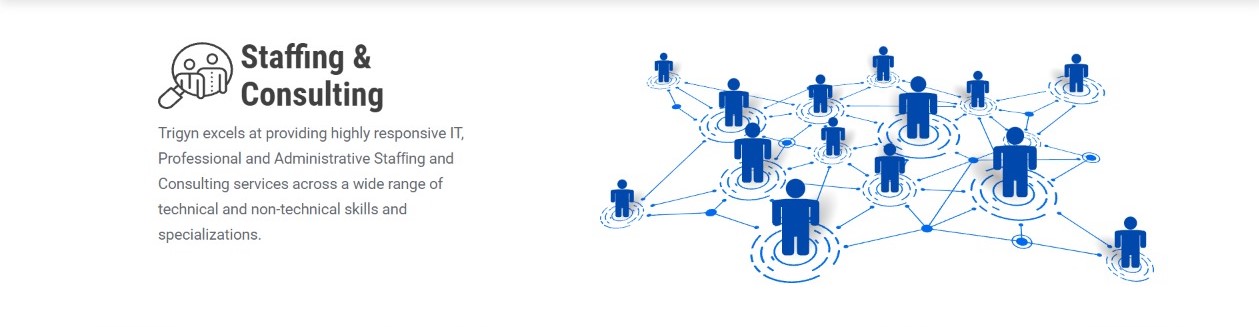 Staffing &
Consulting
Trigyn excels at providing highly responsive IT,
Professional and Administrative Staffing and
Consulting services across a wide range of
technical and non-technical skills and
specializations.